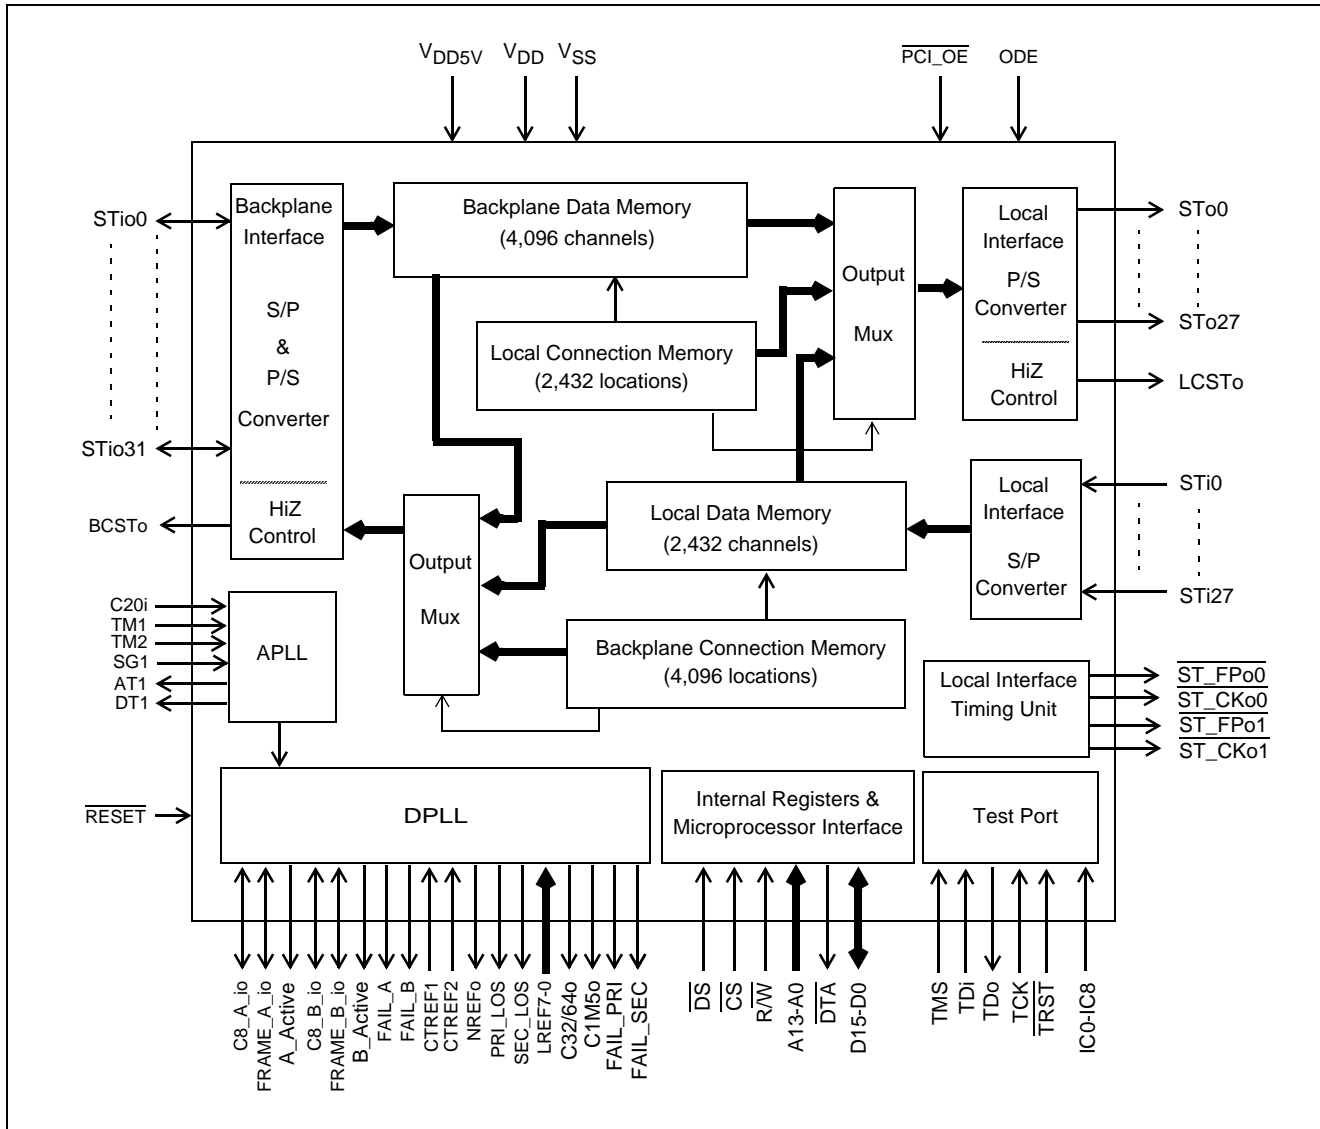 VDD5V VDD VSS PCI_OE ODE
STio0
STio31
BCSTo
Backplane
Interface
S/P
&
P/S
Converter
HiZ
Control
Backplane Data Memory
(4,096 channels)
Local Connection Memory
(2,432 locations)
Output
Mux
Local
Interface
P/S
Converter
HiZ
Control
STo0
STo27
LCSTo
Output
Mux
Local Data Memory
(2,432 channels)
Local
Interface
S/P
Converter
STi0
STi27
Backplane Connection Memory
(4,096 locations)
C20i
TM1
TM2
SG1
AT1
DT1
APLL
Local Interface
Timing Unit
ST_FPo0
ST_CKo0
ST_FPo1
ST_CKo1
RESET
DPLL
Internal Registers &
Microprocessor Interface
Test Port
C8_A_io
FRAME_A_io
A_Active
C8_B_io
FRAME_B_io
B_Active
FAIL_A
FAIL_B
CTREF1
CTREF2
NREFo
PRI_LOS
SEC_LOS
LREF7-0
C32/64o
C1M5o
FAIL_PRI
FAIL_SEC
DS
CS
R/W
A13-A0
DTA
D15-D0
TMS
TDi
TDo
TCK
TRST
IC0-IC8